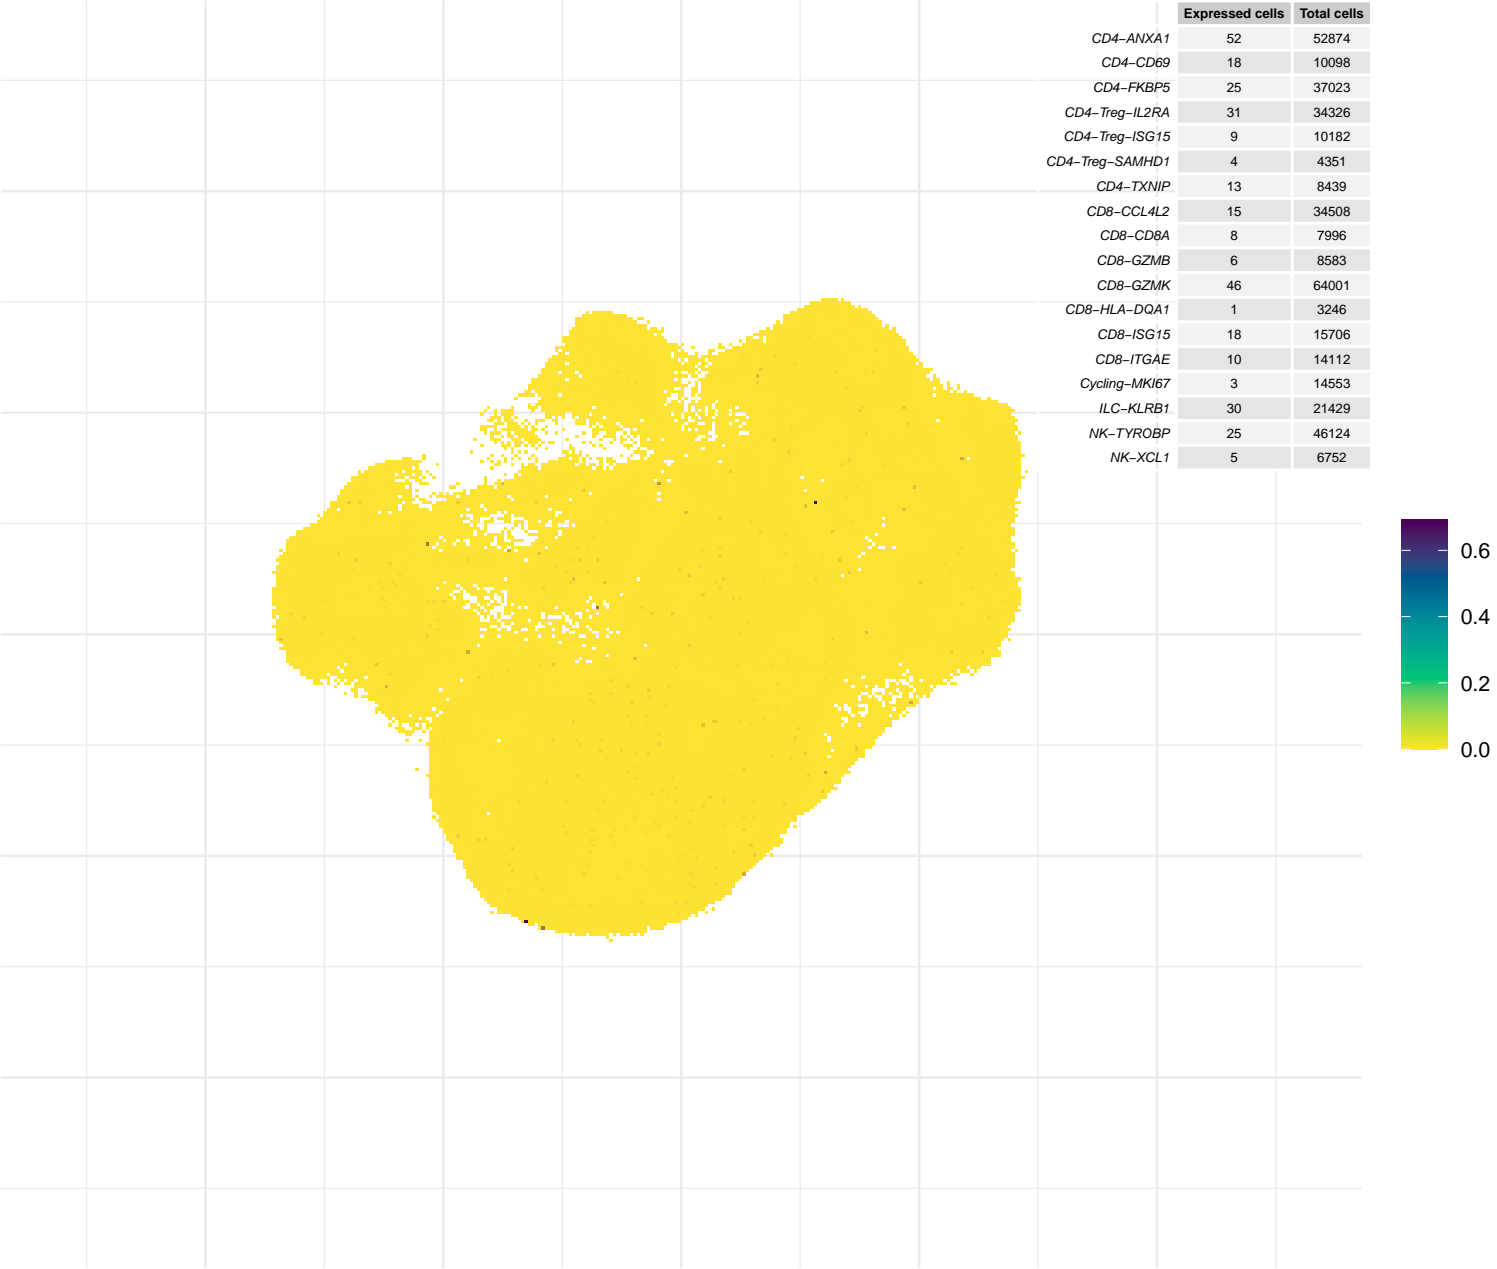 Expressed cells Total cells
CD4−ANXA1 52 52874
CD4−CD69 18 10098
CD4−FKBP5 25 37023
CD4−Treg−IL2RA 31 34326
CD4−Treg−ISG15 9 10182
CD4−Treg−SAMHD1 4 4351
CD4−TXNIP 13 8439
CD8−CCL4L2 15 34508
CD8−CD8A 8 7996
CD8−GZMB 6 8583
CD8−GZMK 46 64001
CD8−HLA−DQA1 1 3246
CD8−ISG15 18 15706
CD8−ITGAE 10 14112
Cycling−MKI67 3 14553
ILC−KLRB1 30 21429
NK−TYROBP 25 46124
NK−XCL1 5 6752
0.6
0.4
0.2
0.0